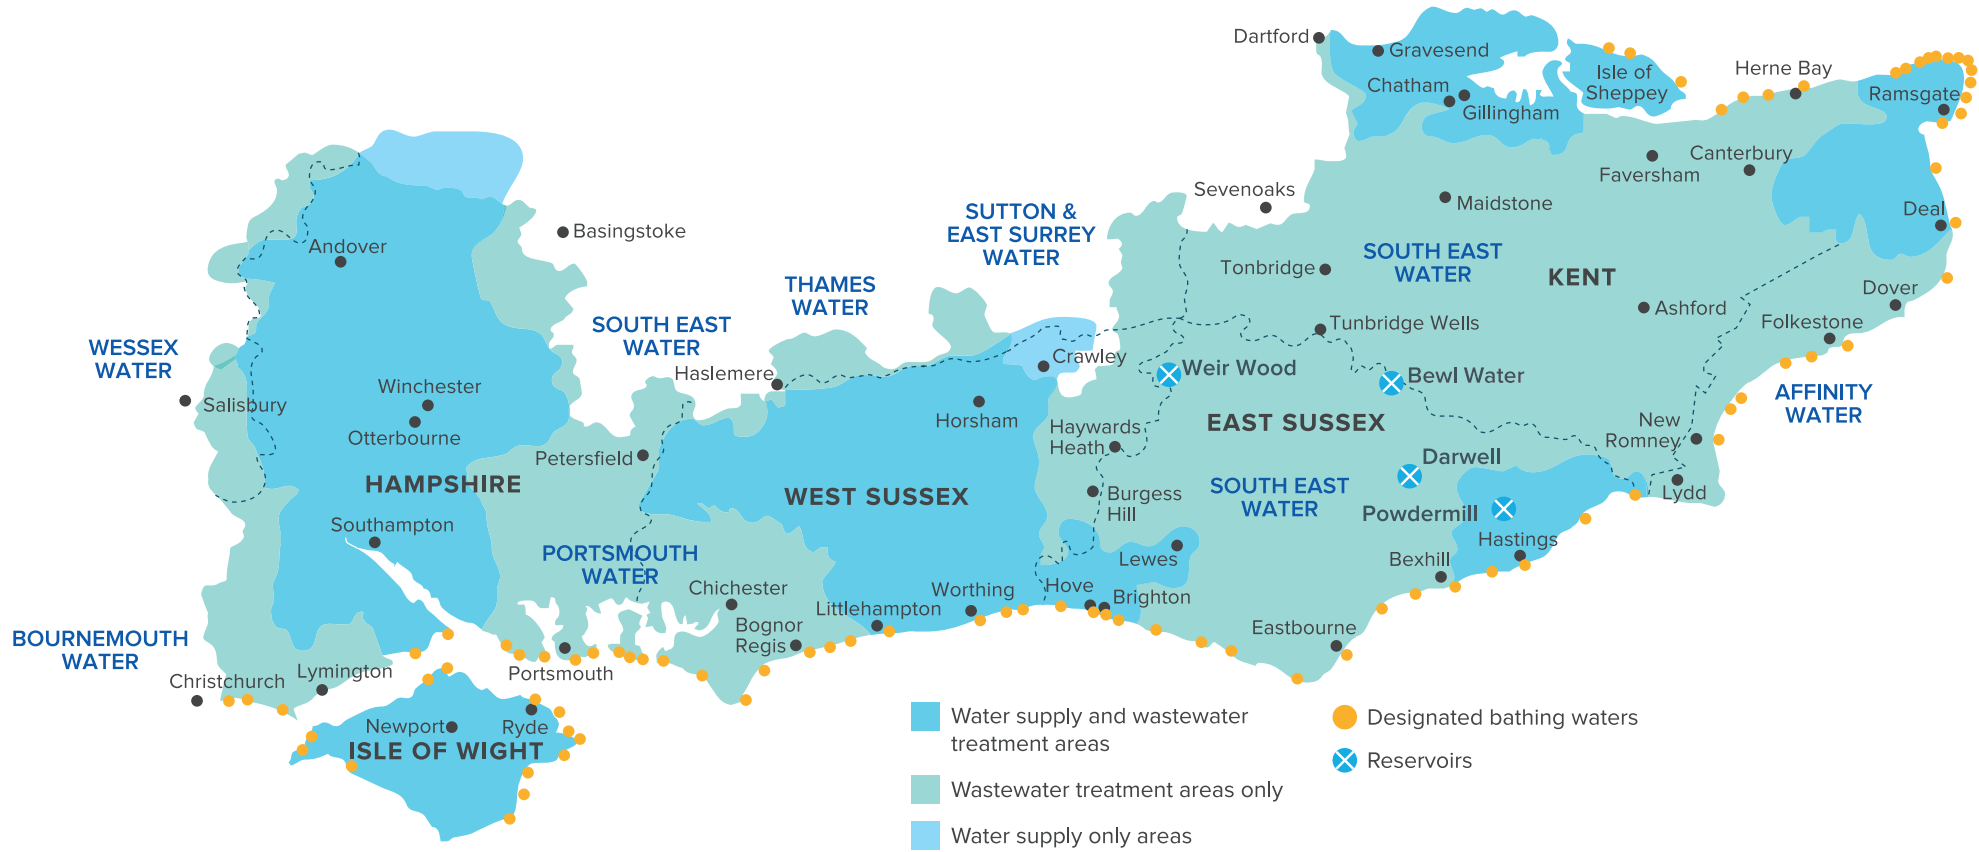 Dartford
Gravesend
Chatham
Gillingham
Isle of
Sheppey
Herne Bay
Ramsgate
Canterbury
Faversham
Sevenoaks
Maidstone
Deal
SUTTON &
EAST SURREY
WATER
Basingstoke
Andover
SOUTH EAST
WATER
KENT
Tonbridge
THAMES
WATER
Dover
Ashford
Folkestone
SOUTH EAST
WATER
Tunbridge Wells
WESSEX
WATER
Crawley
Weir Wood
Haslemere
Bewl Water
Winchester
Salisbury
AFFINITY
WATER
Horsham
Otterbourne
EAST SUSSEX
New
Romney
Haywards
Heath
Petersfield
Darwell
HAMPSHIRE
WEST SUSSEX
SOUTH EAST
WATER
Burgess
Hill
Lydd
Powdermill
Southampton
Hastings
PORTSMOUTH
WATER
Lewes
Bexhill
Chichester
Worthing
Hove
Brighton
Littlehampton
Bognor
Regis
Eastbourne
BOURNEMOUTH
WATER
Lymington
Christchurch
Portsmouth
Newport
Ryde
ISLE OF WIGHT
Water supply and wastewater
treatment areas
Wastewater treatment areas only
Water supply only areas
Designated bathing waters
Reservoirs